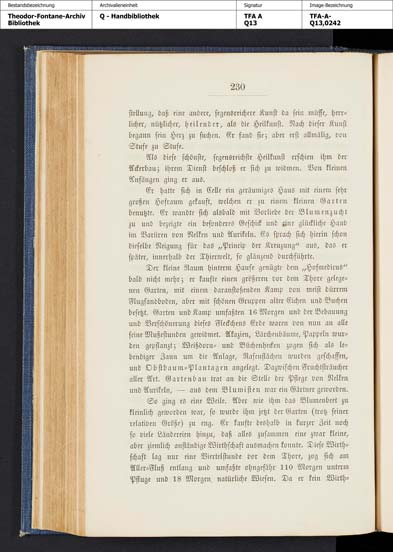 Bestandsbezeichnung
Archivalieneinheit
Signatur
Image-Bezeichnung
Theodor-Fontane-Archiv
Bibliothek
Q - Handbibliothek
TFA A
Q13
TFA-A-
Q13,0242
230
stellung, daß eine andere, segensreichere Kunst da sein müsse, herr-
licher, nützlicher, heilender, als die Heilkunst. Nach dieser Kunst
begann sein Herz zu suchen. Er fand sie; aber erst allmälig, von
Stufe zu Stufe.
Als diese schönste, segensreichste Heilkunst erschien ihm der
Ackerbau; ihrem Dienst beschloß er sich zu widmen. Von kleinen
Anfängen ging er aus.
Er hatte sich in Celle ein geräumiges Haus mit einem sehr
großen Hofraum gekauft, welchen er zu einem kleinen Garten
benutzte. Er wandte sich alsbald mit Vorliebe der Blumenzucht
zu und bezeigte ein besonderes Geschick und eine glückliche Hand
im Variiren von Nelken und Aurikeln. Es sprach sich hierin schon
dieselbe Neigung für das „Princip der Kreuzung" aus, das er
später, innerhalb der Thierwelt, so glänzend durchführte.
Der kleine Raum hinterm Hause genügte dem „Hofmedicus"
bald nicht mehr; er kaufte einen größeren vor dem Thore gelege-
nen Garten, mit einem daranstoßenden Kamp von meist dürrem
Flugsandboden, aber mit schönen Gruppen alter Eichen und Buchen
besetzt. Garten und Kamp umfaßten 16 Morgen und der Bebauung
und Verschönerung dieses Fleckchens Erde waren von nun an alle
seine Mußestunden gewidmet. Akazien, Lärchenbäume, Pappeln wur-
den gepflanzt; Weißdorn- und Büchenhecken zogen sich als le-
bendiger Zaun um die Anlage, Rasenflächen wurden geschaffen,
und Obstbaum-Plantagen angelegt. Dazwischen Fruchtsträucher
aller Art. Gartenbau trat an die Stelle der Pflege von Nelken
und Aurikeln, — aus dem Blumisten war ein Gärtner geworden.
So ging es eine Weile. Aber wie ihm das Blumenbeet zu
kleinlich geworden war, so wurde ihm jetzt der Garten (trotz seiner
relativen Größe) zu eng. Er kaufte deshalb in kurzer Zeit noch
so viele Ländereien hinzu, daß alles zusammen eine zwar kleine,
aber ziemlich anständige Wirthschaft ausmachen konnte. Diese Wirth-
schaft lag nur eine Viertelstunde vor dem Thore, zog sich am
Aller-Fluß entlang und umfaßte ohngefähr 110 Morgen unterm
Pfluge und 18 Morgen natürliche Wiesen. Da er kein Wirth-